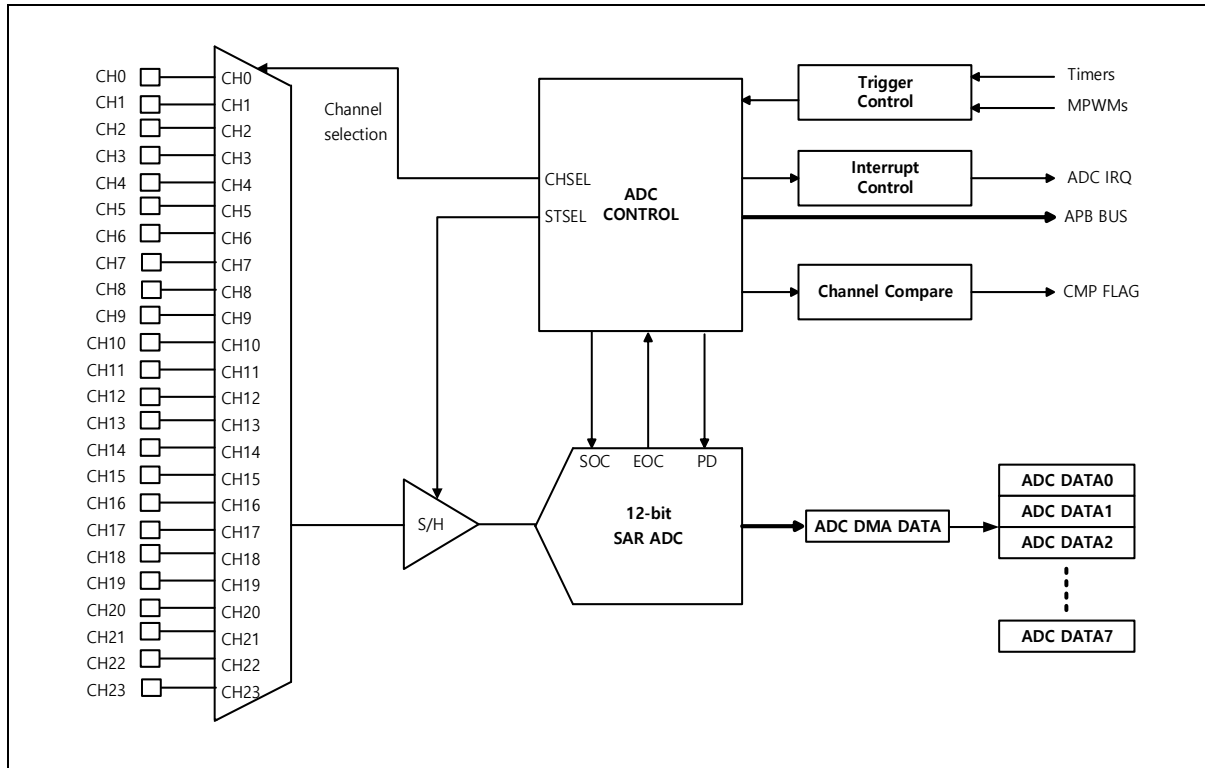 CH0
CH1
CH2
CH3
CH4
CH5
CH6
CH7
CH8
CH9
CH10
CH11
CH12
CH13
CH14
CH15
CH16
CH17
CH18
CH19
CH20
CH21
CH22
CH23
CH0
CH1
CH2
CH3
CH4
CH5
CH6
CH7
CH8
CH9
CH10
CH11
CH12
CH13
CH14
CH15
CH16
CH17
CH18
CH19
CH20
CH21
CH22
CH23
Channel
selection
S/H
CHSEL
STSEL
ADC
CONTROL
Trigger
Control
Timers
MPWMs
Interrupt
Control
ADC IRQ
APB BUS
Channel Compare
CMP FLAG
SOC
EOC
PD
12-bit
SAR ADC
ADC DMA DATA
ADC DATA0
ADC DATA1
ADC DATA2
ADC DATA7